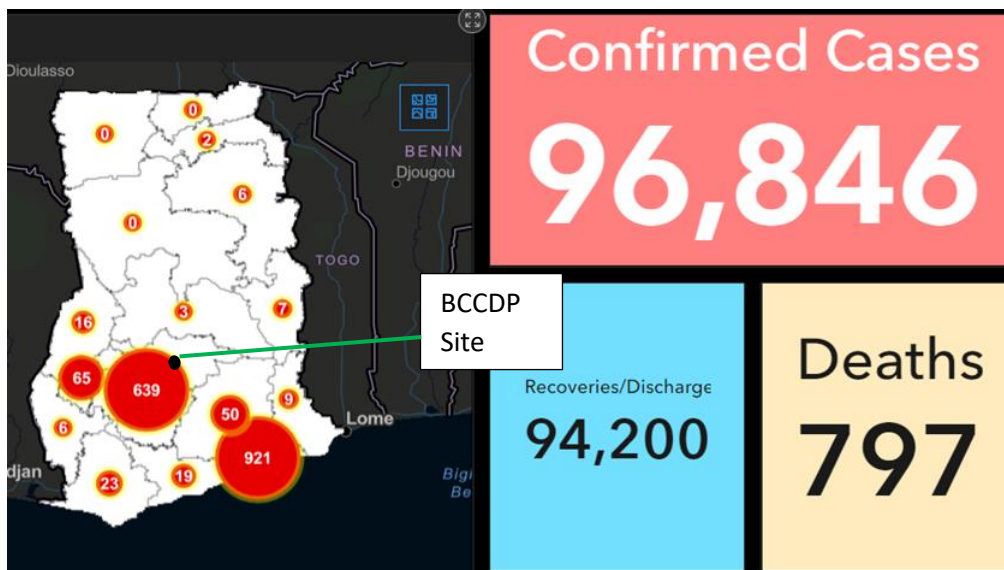 Dioulasso
0
0
2
BENIN
Djougou
6
0
TOGO
3
7
16
BCCDP
Site
65
639
50
9
6
Lome
921
djan
23
19
Big
Be
Confirmed Cases
96,846
Recoveries/Discharge
94,200
Deaths
797